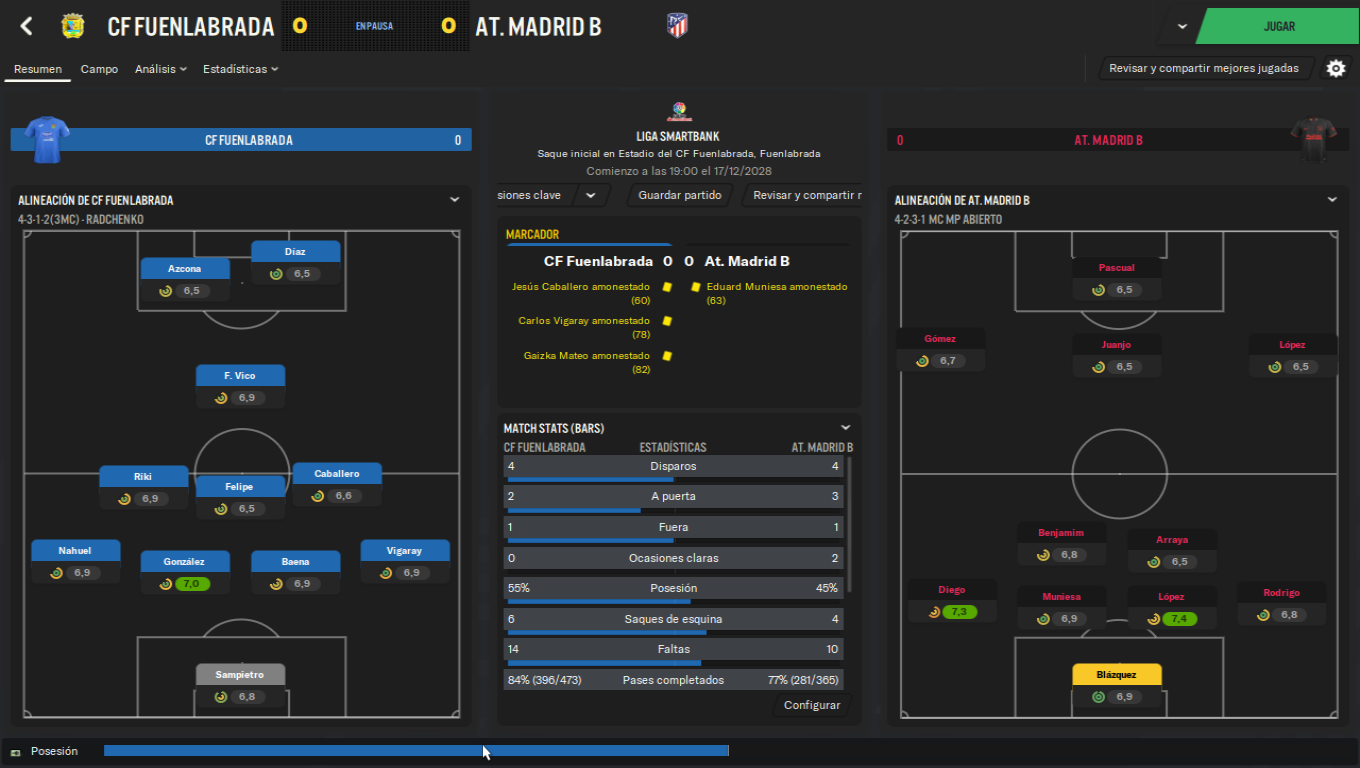 CF FUENLABRADA
0
EN PAUSA
0
AT. MADRID B
JUGAR
Resumen
Campo
Análisis
Estadísticas
Revisar y compartir mejores jugadas
CF FUENLABRADA
0
LIGA SMARTBANK
Saque inicial en Estadio del CF Fuenlabrada, Fuenlabrada
Comienzo a las 19:00 el 17/12/2028
0
AT. MADRID B
siones clave
Guardar partido
Revisar y compartir r
ALINEACIÓN DE CF FUENLABRADA
4-3-1-2(3MC) - RADCHENKO
Díaz
6,5
Azcona
6,5
F. Vico
6,9
Caballero
6,6
Riki
6,9
Felipe
6,5
Nahuel
6,9
González
7,0
Baena
6,9
Vigaray
6,9
Sampietro
6,8
MARCADOR
CF Fuenlabrada 0 0 At. Madrid B
Jesús Caballero amonestado
(60)
Eduard Muniesa amonestado
(63)
Carlos Vigaray amonestado
(78)
Gaizka Mateo amonestado
(82)
MATCH STATS (BARS)
CF FUENLABRADA ESTADÍSTICAS AT. MADRID B
4 Disparos 4
2 A puerta 3
1 Fuera 1
0 Ocasiones claras 2
55% Posesión 45%
6 Saques de esquina 4
14 Faltas 10
84% (396/473) Pases completados 77% (281/365)
Configurar
ALINEACIÓN DE AT. MADRID B
4-2-3-1 MC MP ABIERTO
Pascual
6,5
Gómez
6,7
Juanjo
6,5
López
6,5
Benjamim
6,8
Arraya
6,5
Diego
7,3
Muniesa
6,9
López
7,4
Rodrigo
6,8
Blázquez
6,9
Posesión